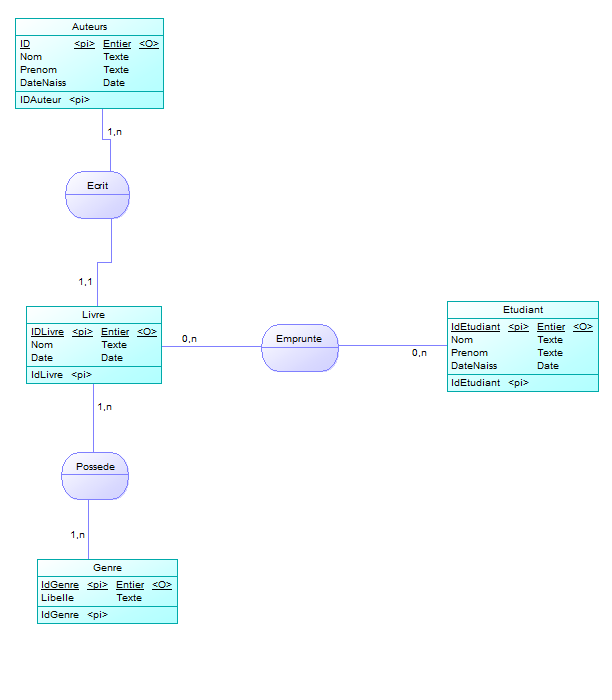 Auteurs
ID <pi> Entier <O>
Nom Texte
Prenom Texte
DateNaiss Date
IDAuteur <pi>
1,n
Ecrit
1,1
Livre
IDLivre <pi> Entier <O>
Nom Texte
Date Date
IdLivre <pi>
0,n
Emprunte
0,n
Etudiant
IdEtudiant <pi> Entier <O>
Nom Texte
Prenom Texte
DateNaiss Date
IdEtudiant <pi>
1,n
Possede
1,n
Genre
IdGenre <pi> Entier <O>
Libelle Texte
IdGenre <pi>